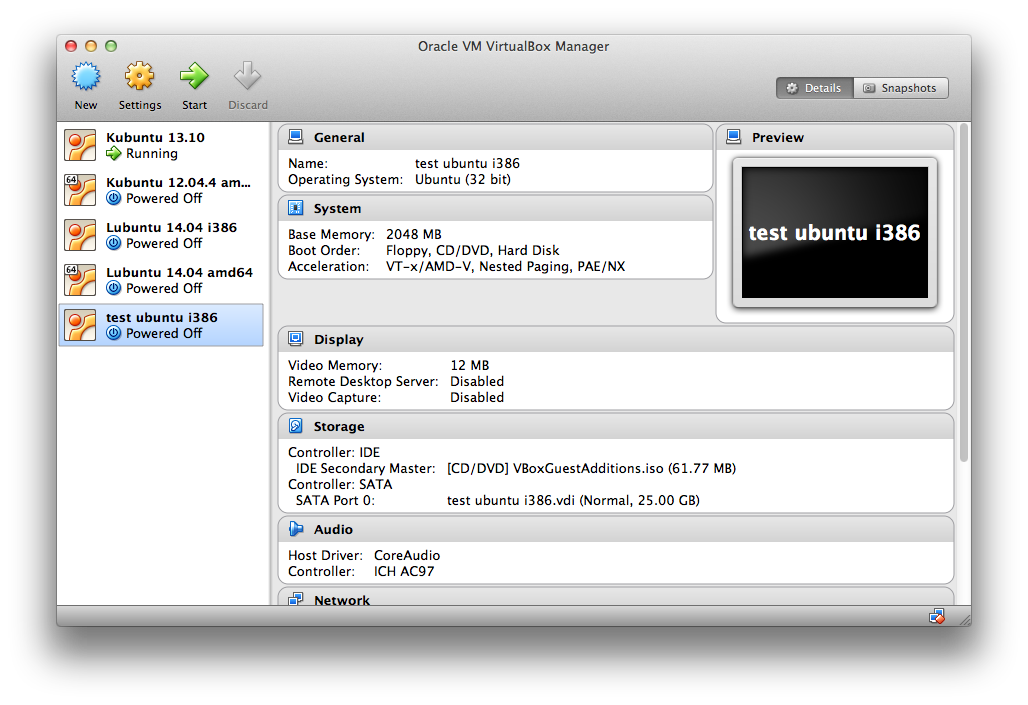 Oracle VM VirtualBox Manager
New Settings Start Discard
Details Snapshots
Kubuntu 13.10
Running
64
Kubuntu 12.04.4 am...
Powered Off
Lubuntu 14.04 i386
Powered Off
64
Lubuntu 14.04 amd64
Powered Off
test ubuntu i386
Powered Off
General
Name: test ubuntu i386
Operating System: Ubuntu (32 bit)
System
Base Memory: 2048 MB
Boot Order: Floppy, CD/DVD, Hard Disk
Acceleration: VT-x/AMD-V, Nested Paging, PAE/NX
Preview
test ubuntu i386
Display
Video Memory: 12 MB
Remote Desktop Server: Disabled
Video Capture: Disabled
Storage
Controller: IDE
IDE Secondary Master: [CD/DVD] VBoxGuestAdditions.iso (61.77 MB)
Controller: SATA
SATA Port 0: test ubuntu i386.vdi (Normal, 25.00 GB)
Audio
Host Driver: CoreAudio
Controller: ICH AC97
Network